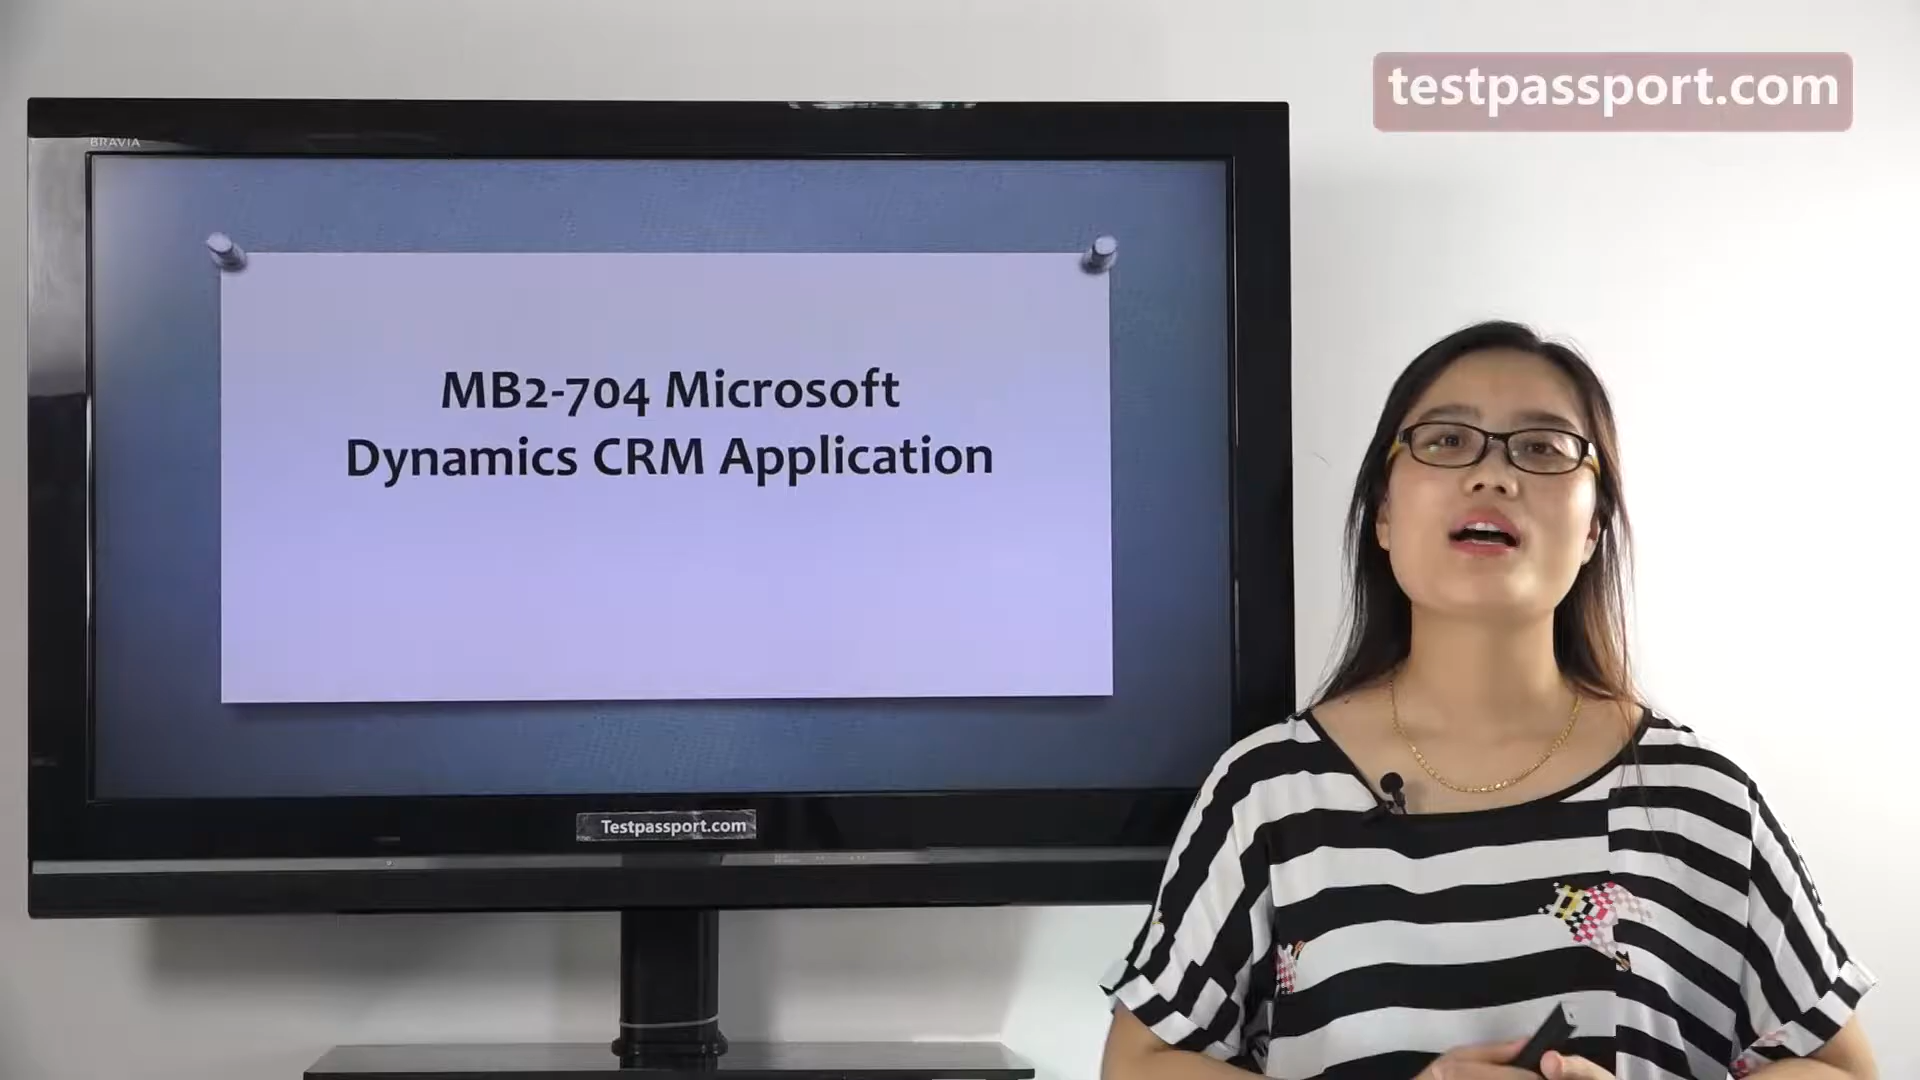 testpassport.com
BRAVIA
MB2-704 Microsoft
Dynamics CRM Application
Testpassport.com